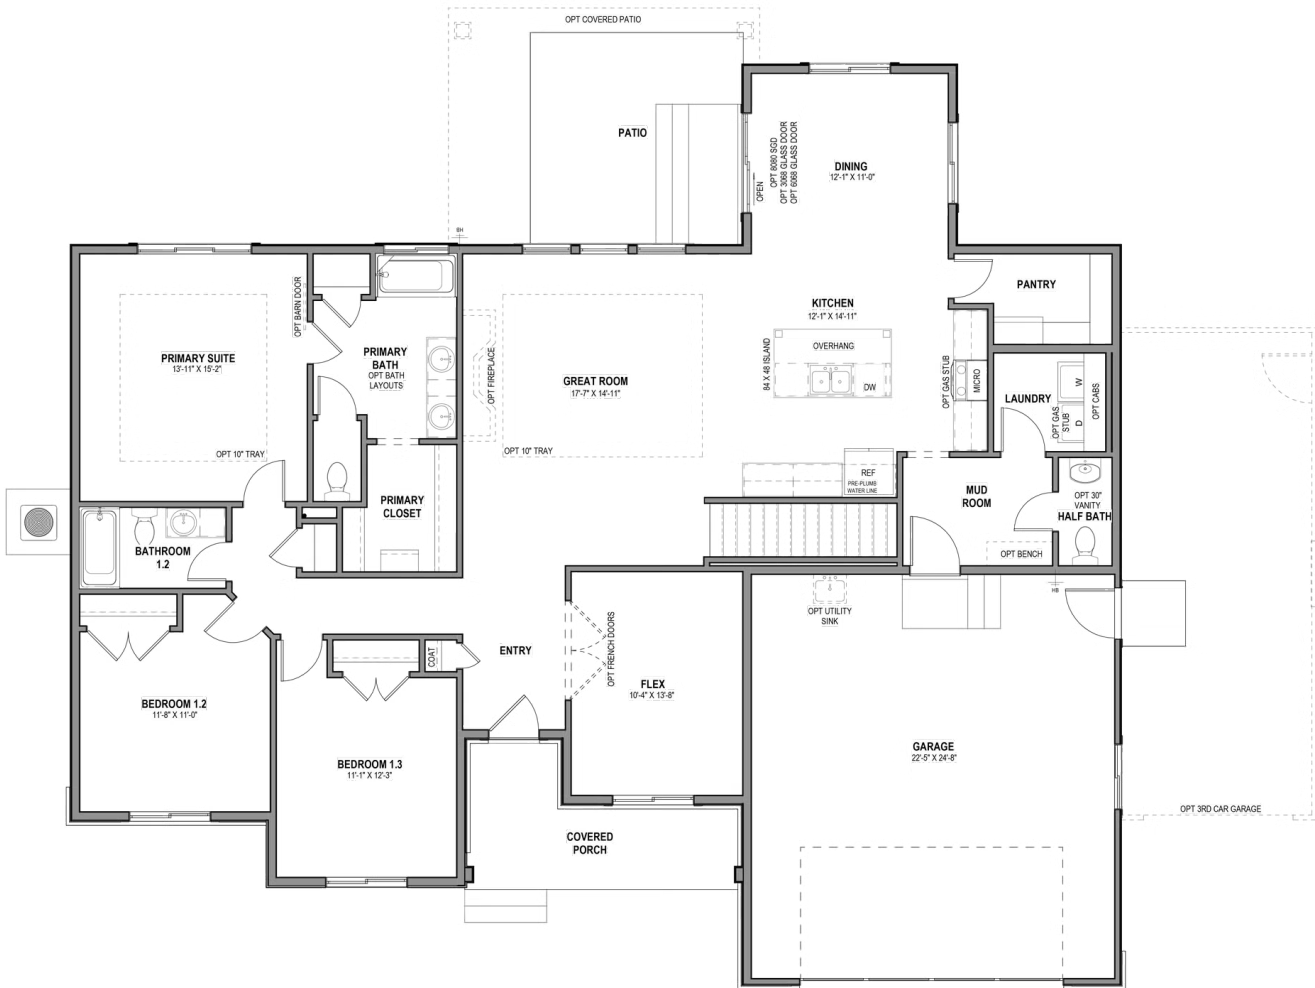 OPT COVERED PATIO
PATIO
DINING
12'-1" X 11'-0"
OPEN
OPT 8080 SGD
OPT 3068 GLASS DOOR
OPT 6068 GLASS DOOR
BH
OPT BARN DOOR
PRIMARY SUITE
13'-11" X 15'-2"
OPT 10" TRAY
PRIMARY
BATH
OPT BATH
LAYOUTS
OPT FIREPLACE
GREAT ROOM
17'-7" X 14'-11"
OPT 10" TRAY
KITCHEN
12'-1" X 14'-11"
84 X 48 ISLAND
OVERHANG
DW
OPT GAS STUB
MICRO
PANTRY
LAUNDRY
W
D
OPT GAS
STUB
OPT CABS
REF
PRE-PLUMB
WATER LINE
PRIMARY
CLOSET
MUD
ROOM
OPT BENCH
OPT 30"
VANITY
HALF BATH
BATHROOM
1.2
HB
OPT UTILITY
SINK
COAT
ENTRY
OPT FRENCH DOORS
FLEX
10'-4" X 13'-8"
BEDROOM 1.2
11'-8" X 11'-0"
BEDROOM 1.3
11'-1" X 12'-3"
GARAGE
22'-5" X 24'-8"
OPT 3RD CAR GARAGE
COVERED
PORCH